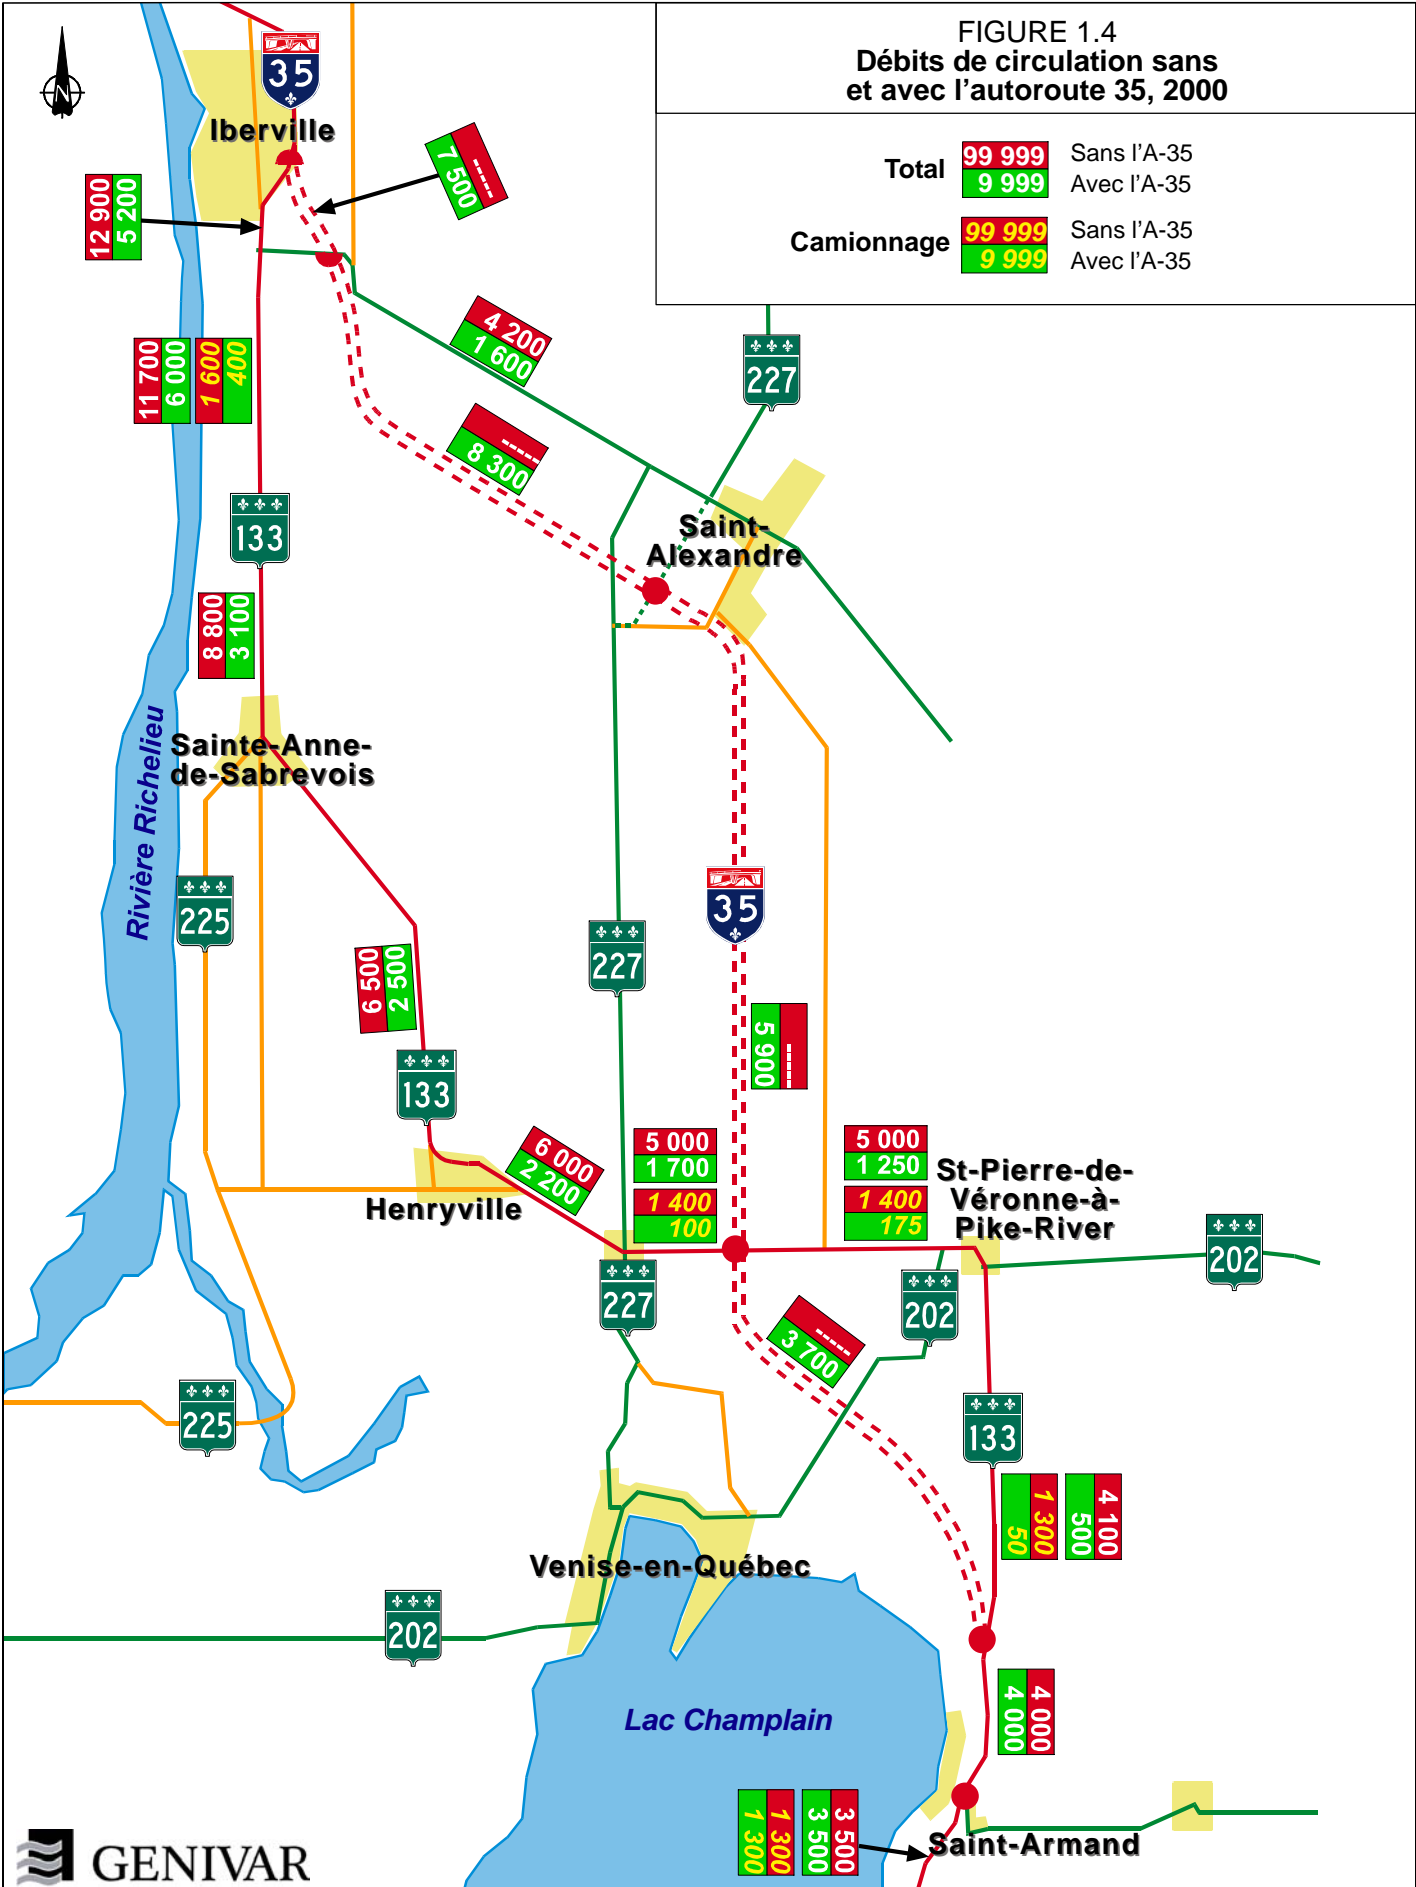 FIGURE 1.4
Débits de circulation sans
et avec l'autoroute 35, 2000
Total
99 999
Sans l'A-35
9 999
Avec l'A-35
Camionnage
99 999
Sans l'A-35
9 999
Avec l'A-35
N
35
Iberville
-----
7 500
12 900
5 200
4 200
1 600
227
11 700
6 000
1 600
400
-----
8 300
133
Saint-
Alexandre
8 800
3 100
Rivière Richelieu
Sainte-Anne-
de-Sabrevois
225
35
227
6 500
2 500
5 900
-----
133
6 000
2 200
5 000
1 700
1 400
100
5 000
1 250
1 400
175
St-Pierre-de-
Véronne-à-
Pike-River
Henryville
202
227
202
-----
3 700
225
133
50
1 300
500
4 100
Venise-en-Québec
202
4 000
4 000
Lac Champlain
1 300
1 300
3 500
3 500
Saint-Armand
GENIVAR